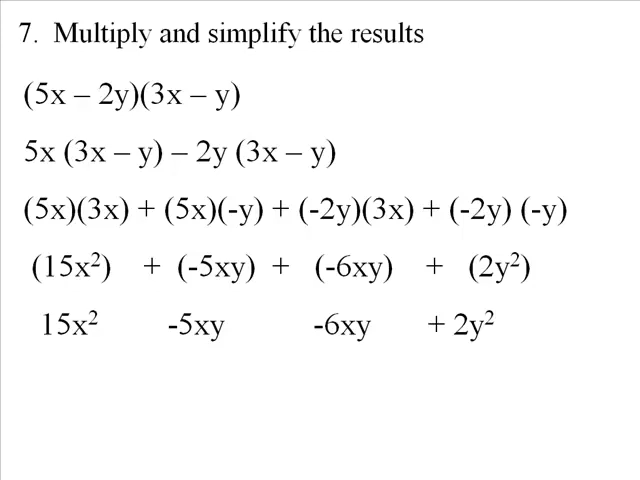 7. Multiply and simplify the results
(5x – 2y)(3x – y)
5x (3x – y) – 2y (3x – y)
(5x)(3x) + (5x)(-y) + (-2y)(3x) + (-2y) (-y)
(15x²) + (-5xy) + (-6xy) + (2y²)
15x² -5xy -6xy + 2y²